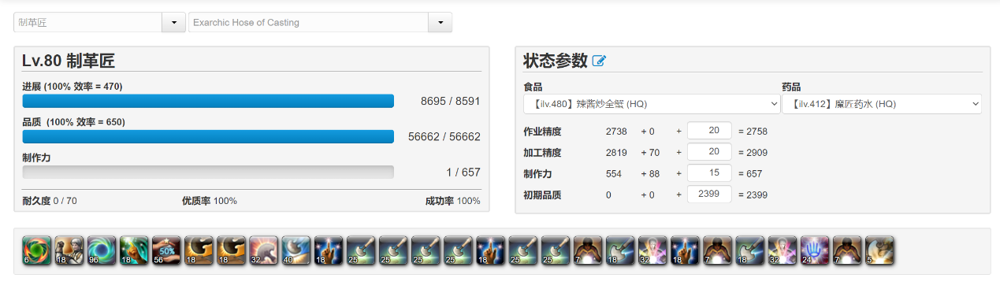 制革匠 Exarchic Hose of Casting
Lv.80 制革匠
进展 (100% 效率 = 470)
8695 / 8591
品质 (100% 效率 = 650)
56662 / 56662
制作力
1 / 657
耐久度 0 / 70 优质率 100% 成功率 100%
状态参数
食品 药品
【ilv.480】辣酱炒全蟹 (HQ) 【ilv.412】魔匠药水 (HQ)
作业精度 2738 + 0 + 20 = 2758
加工精度 2819 + 70 + 20 = 2909
制作力 554 + 88 + 15 = 657
初期品质 0 + 0 + 2399 = 2399
6 18 96 18 50% 56 18 18 32 40 18 25 25 25 25 18 25 25 7 18 32 18 7 18 32 24 7 5